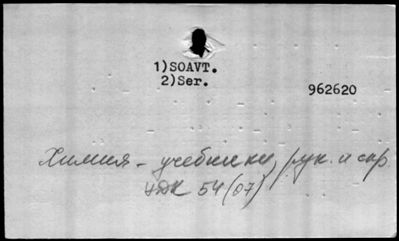 1)SOAVT.
2)Ser.
962620
Химия - учебники, рук. и спр.
УДК 54(07)